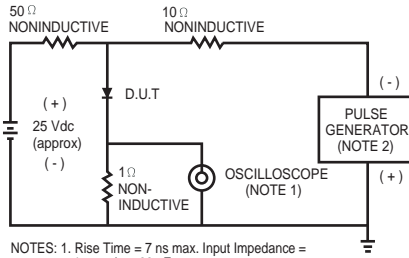 50 Ω
NONINDUCTIVE
10 Ω
NONINDUCTIVE
( + )
25 Vdc
(approx)
( - )
D.U.T
1 Ω
NON-
INDUCTIVE
OSCILLOSCOPE
(NOTE 1)
( - )
PULSE
GENERATOR
(NOTE 2)
( + )
NOTES: 1. Rise Time = 7 ns max. Input Impedance =